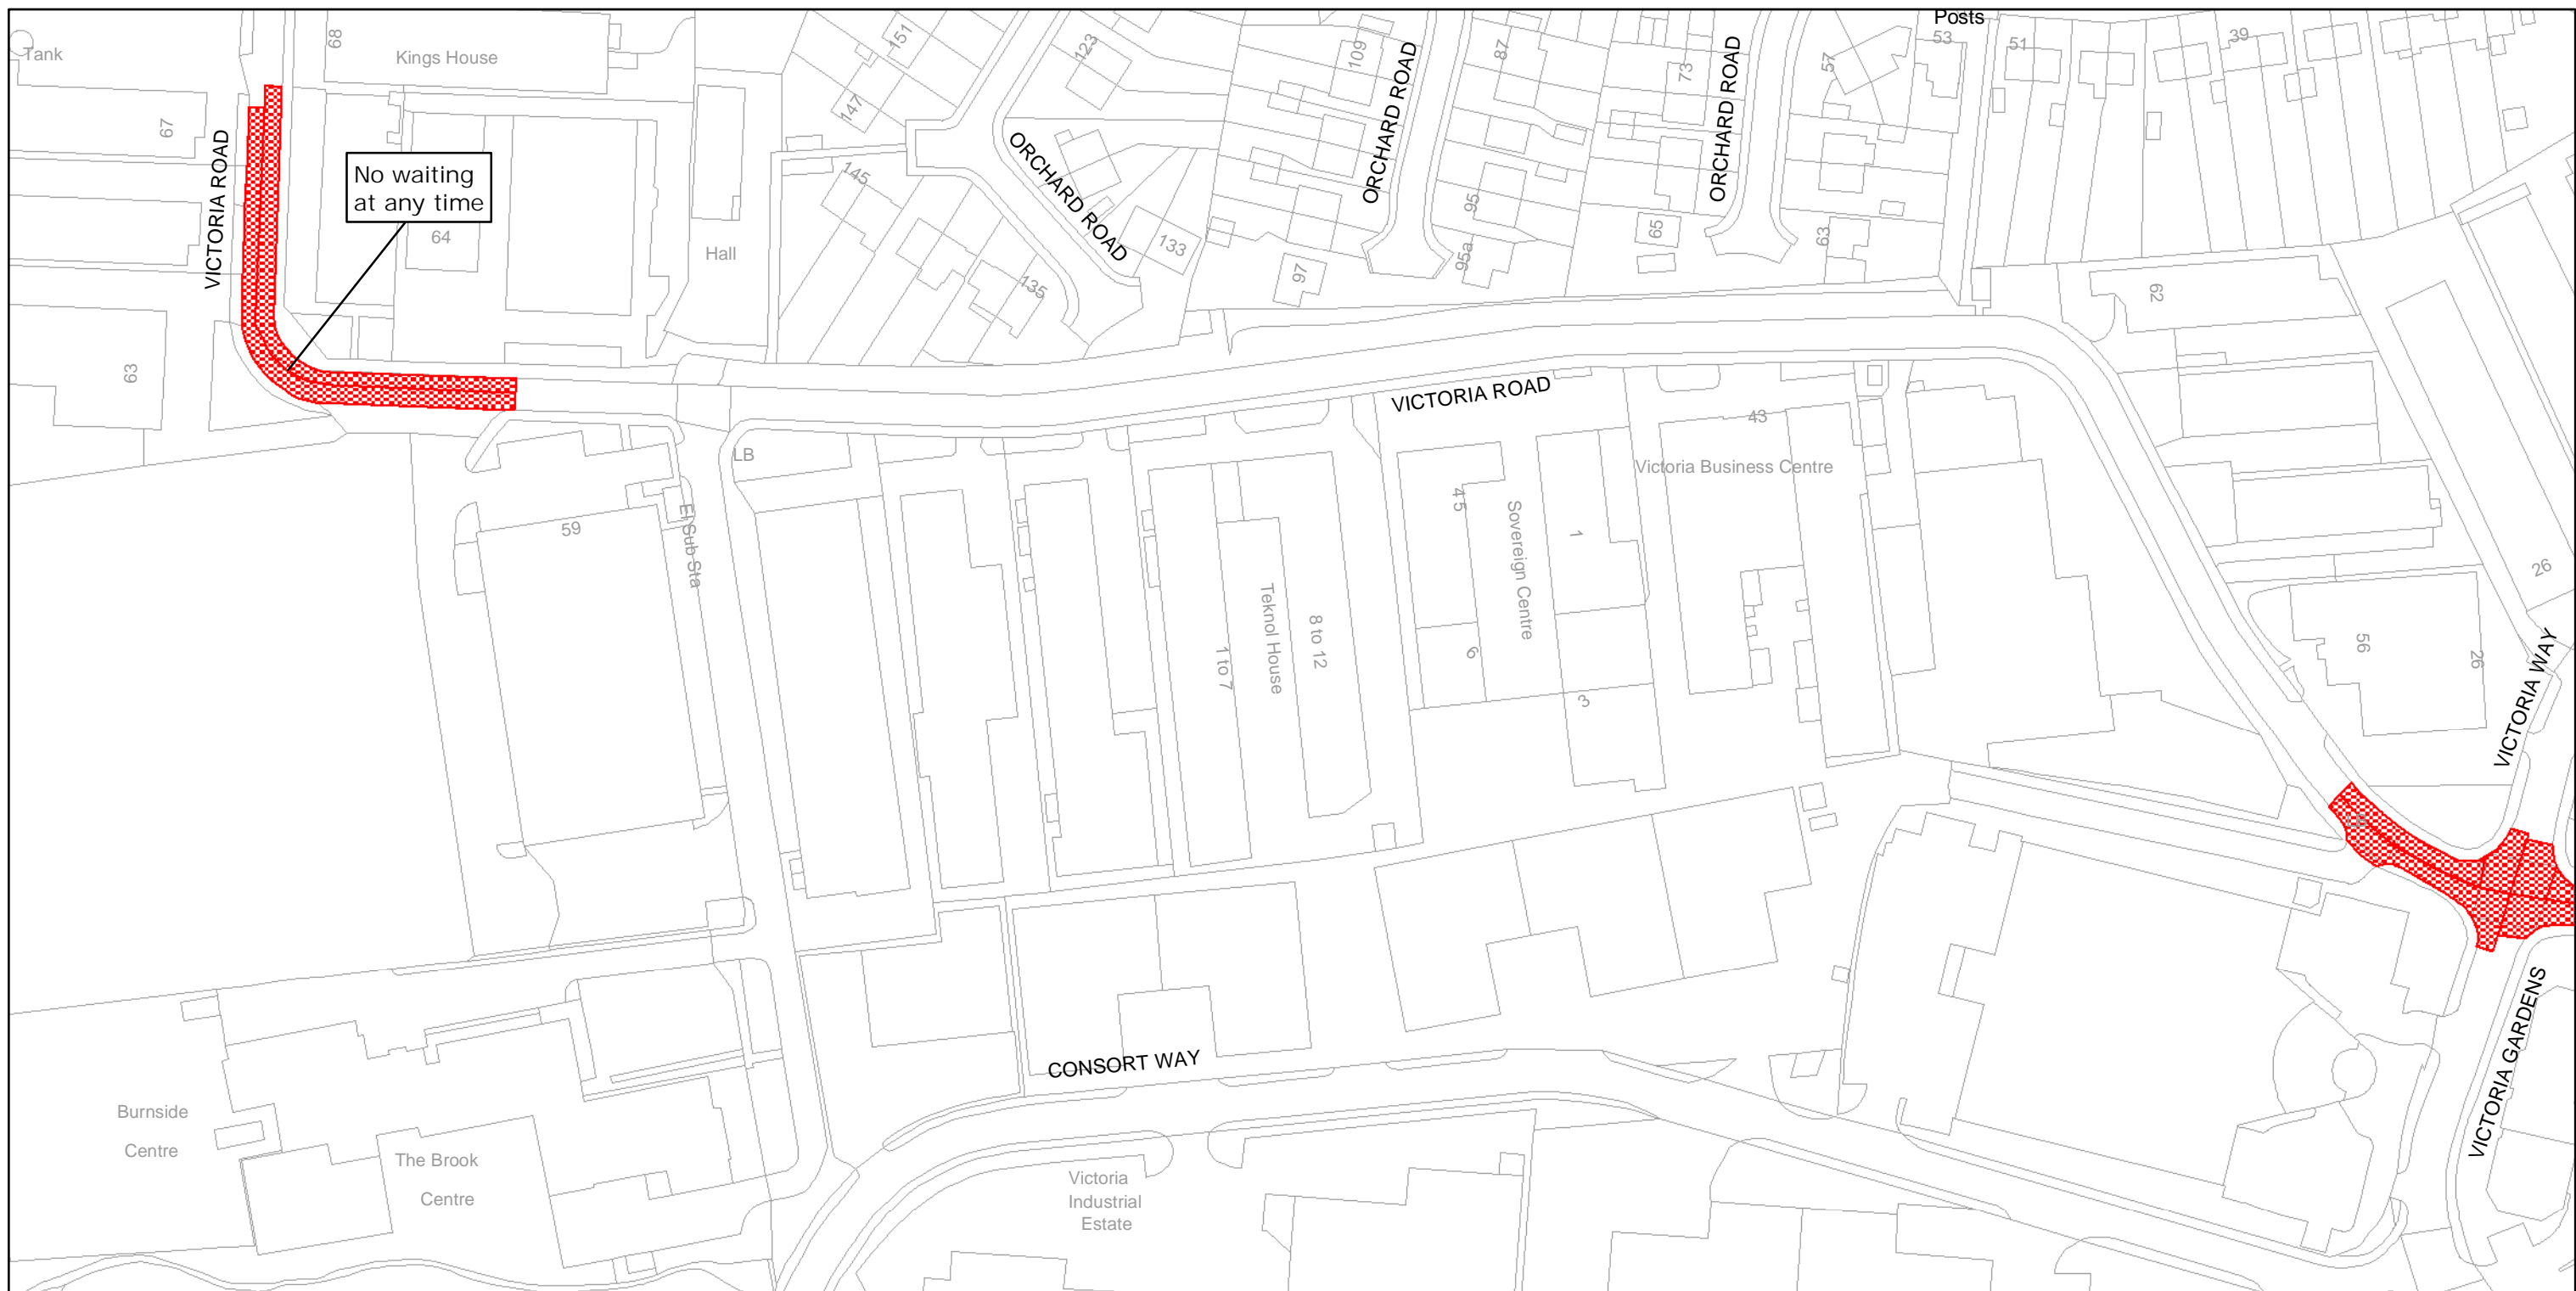 Posts
Tank
68
Kings House
151
123
109
87
73
57
53
51
39
147
67
VICTORIA ROAD
No waiting
at any time
64
Hall
145
ORCHARD ROAD
133
135
ORCHARD ROAD
97
95
95a
ORCHARD ROAD
65
63
62
63
VICTORIA ROAD
43
Victoria Business Centre
LB
59
El Sub Sta
4 5
Sovereign Centre
1
6
3
Teknol House
1 to 7
8 to 12
26
56
26
VICTORIA WAY
VICTORIA GARDENS
CONSORT WAY
Burnside
Centre
The Brook
Centre
Victoria
Industrial
Estate